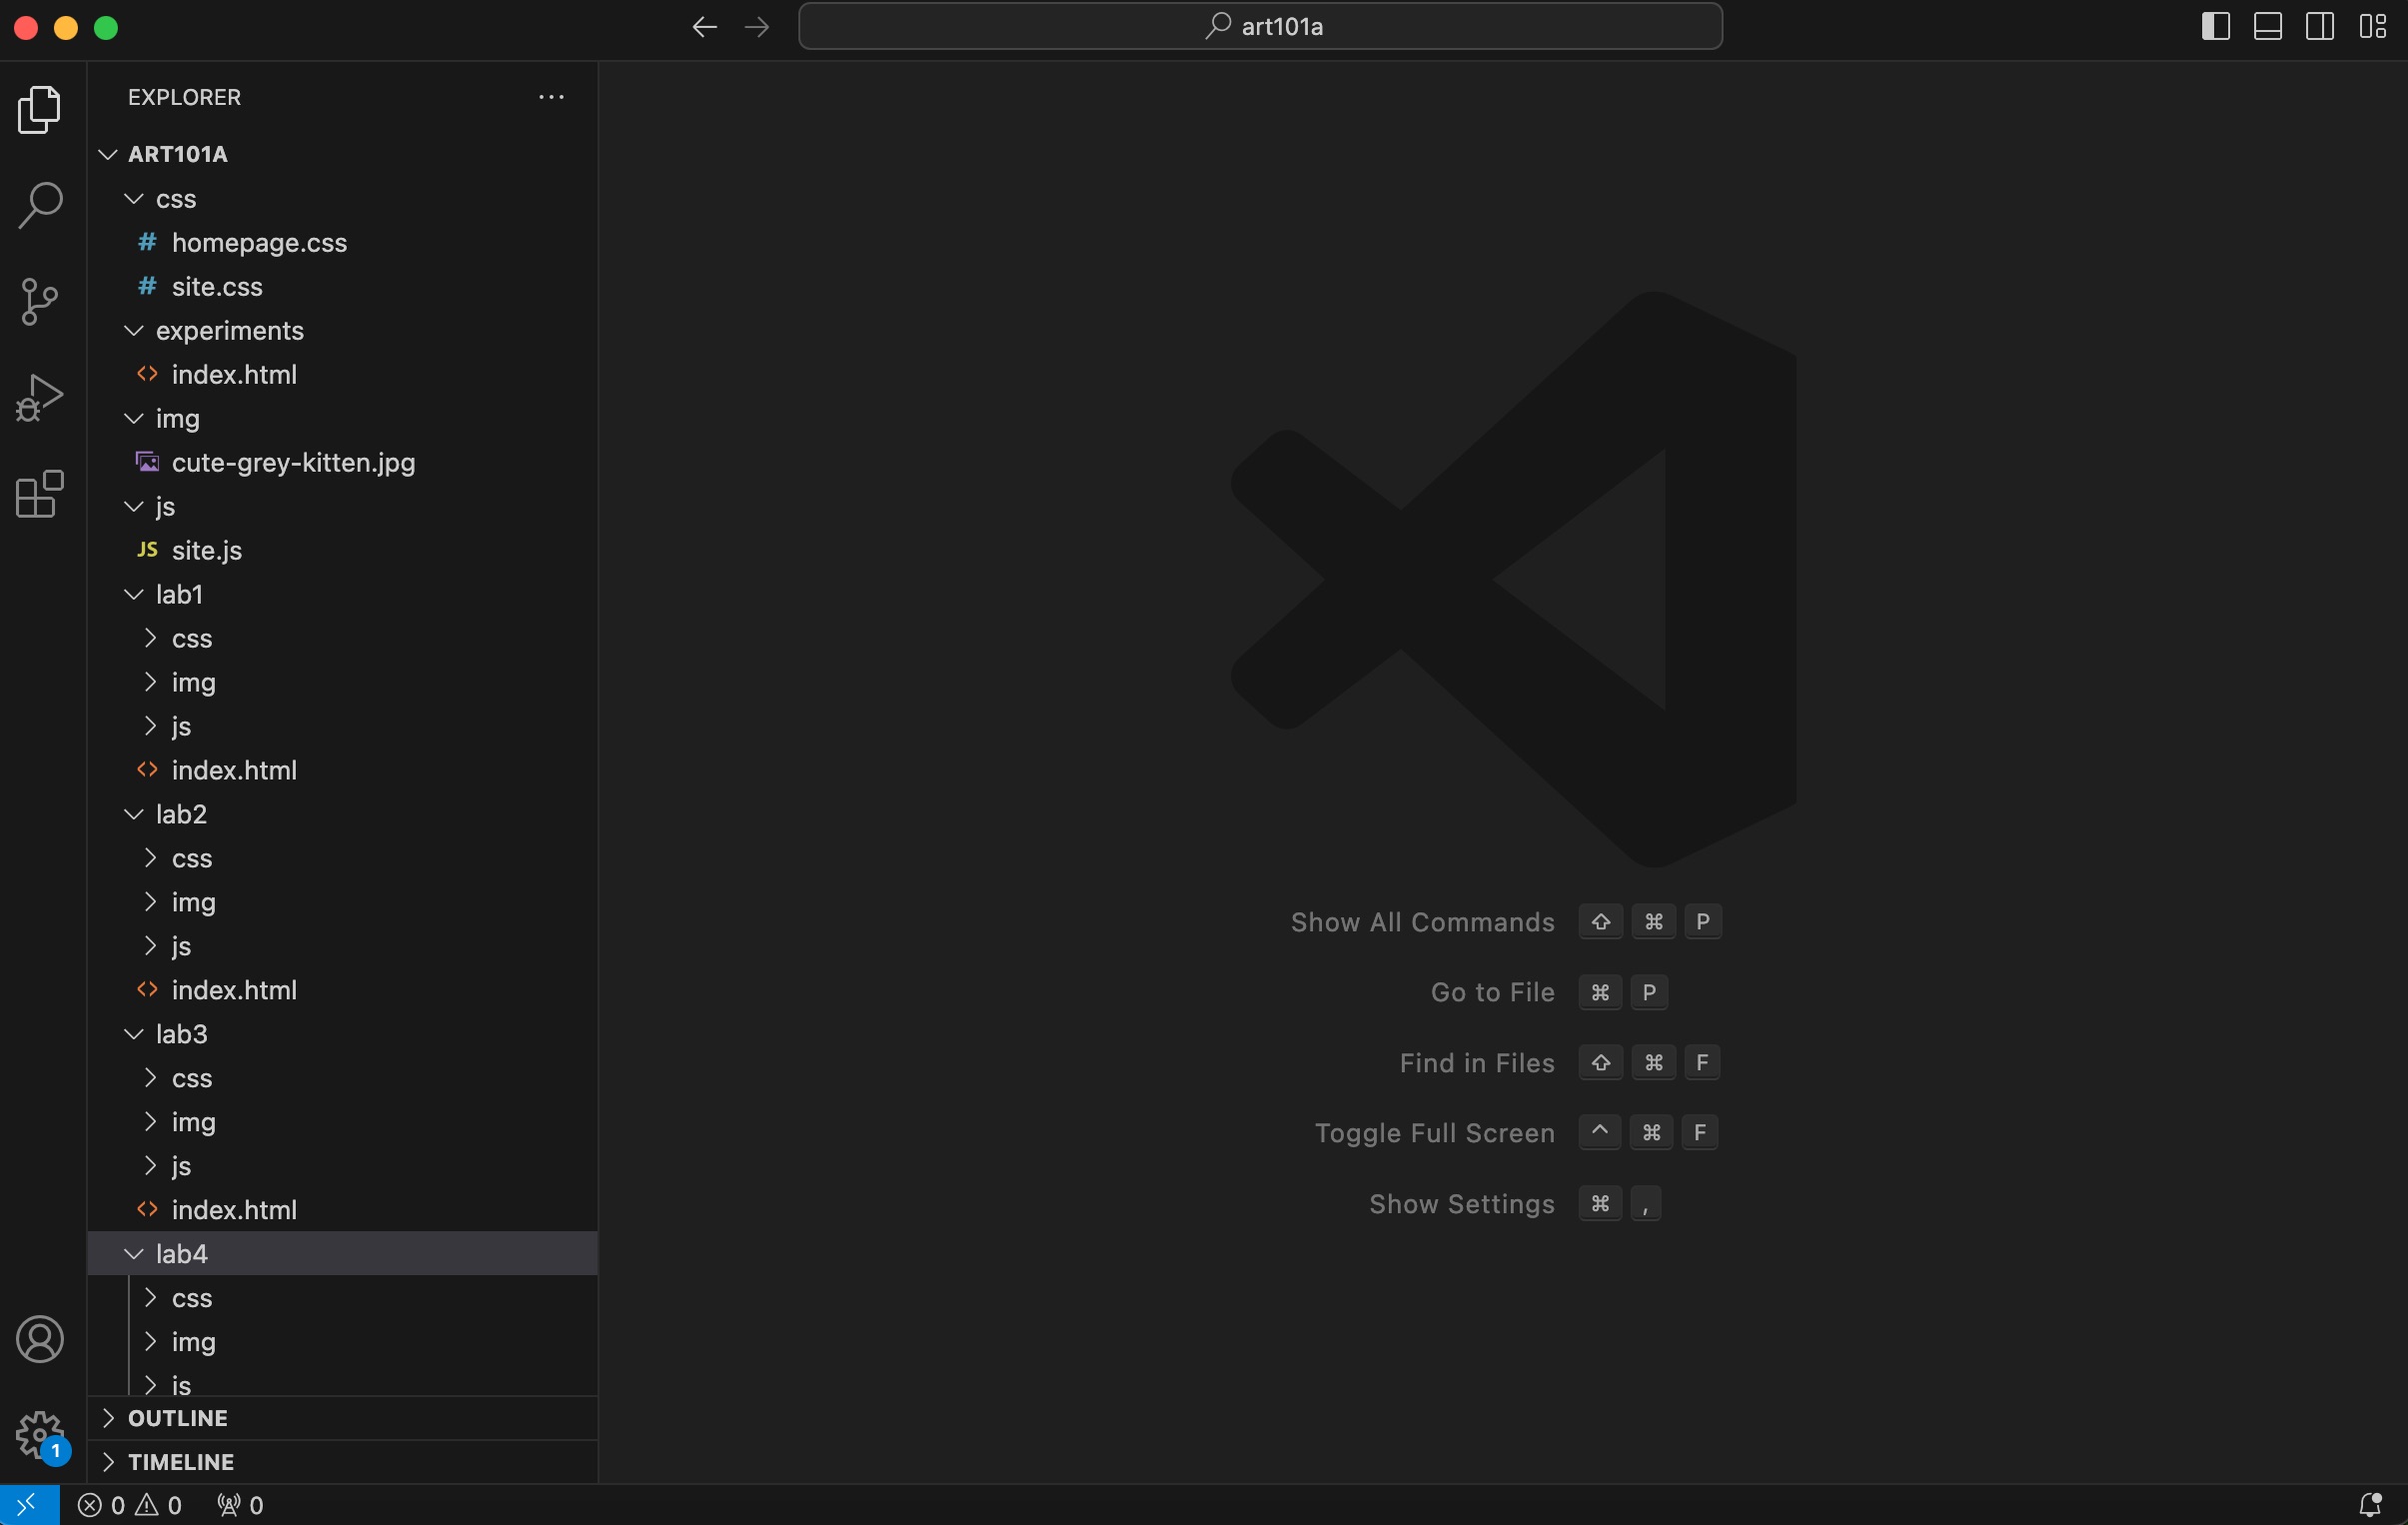 art101a
EXPLORER
ART101A
css
# homepage.css
# site.css
experiments
<> index.html
img
cute-grey-kitten.jpg
js
JS site.js
lab1
css
img
js
<> index.html
lab2
css
img
js
<> index.html
lab3
css
img
js
<> index.html
lab4
css
img
js
OUTLINE
TIMELINE
Show All Commands ⇧ ⌘ P
Go to File ⌘ P
Find in Files ⇧ ⌘ F
Toggle Full Screen ^ ⌘ F
Show Settings ⌘ ,
1
0 0 0